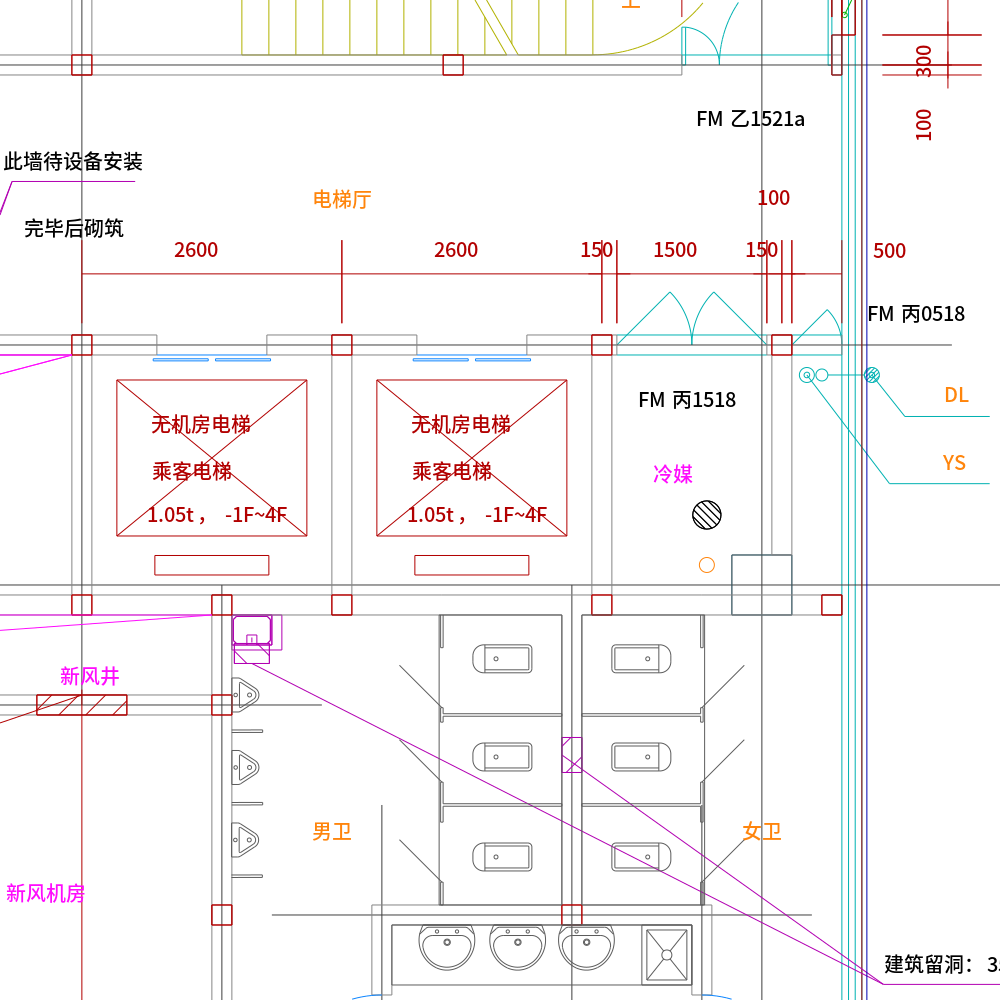 300
FM 乙1521a
100
此墙待设备安装
电梯厅
100
完毕后砌筑
2600
2600
150
1500
150
500
FM 丙0518
FM 丙1518
DL
无机房电梯
无机房电梯
YS
乘客电梯
乘客电梯
冷媒
1.05t , -1F~4F
1.05t , -1F~4F
新风井
男卫
女卫
新风机房
建筑留洞: